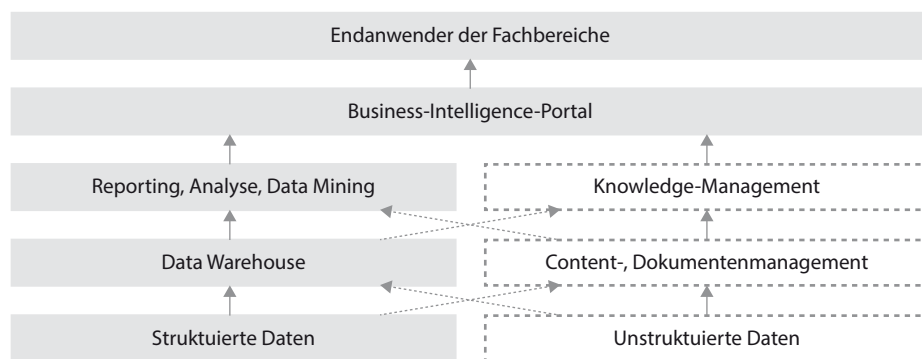 Endanwender der Fachbereiche
Business-Intelligence-Portal
Reporting, Analyse, Data Mining
Knowledge-Management
Data Warehouse
Content-, Dokumentenmanagement
Struktuierte Daten
Unstruktuierte Daten